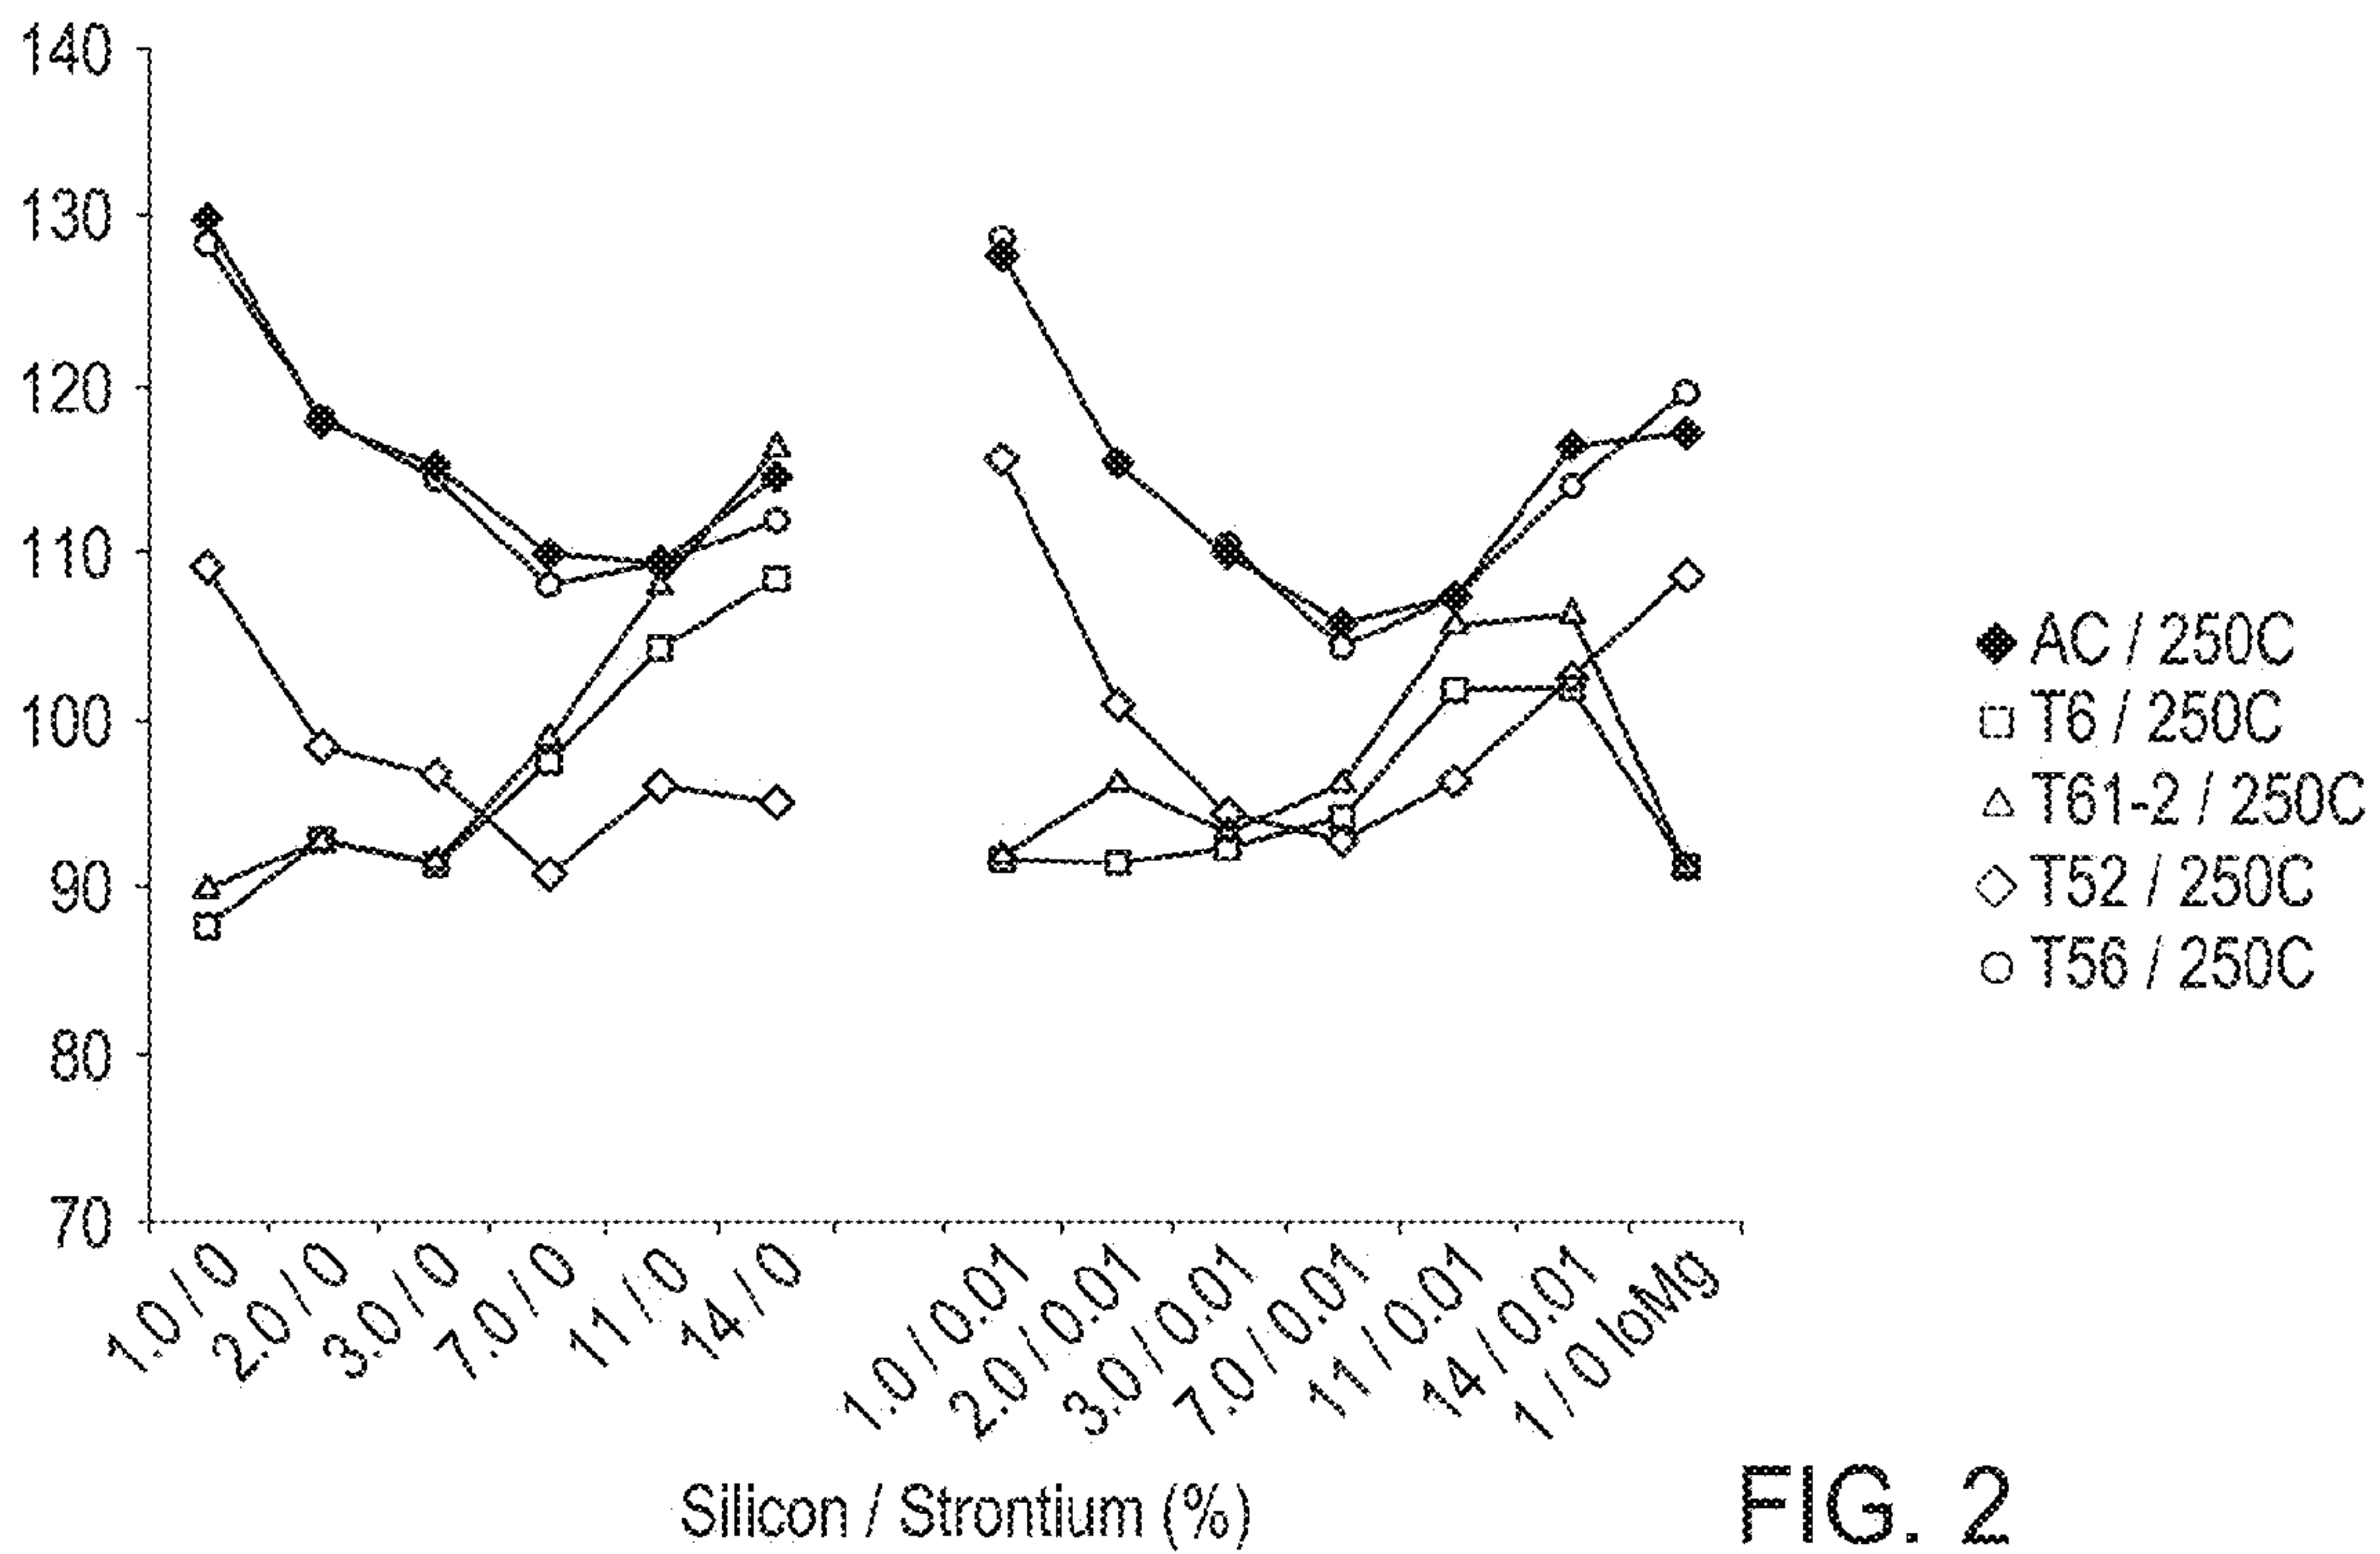 140
130
120
110
100
90
80
70
1.0 / 0
2.0 / 0
3.0 / 0
7.0 / 0
11 / 0
14 / 0
1.0 / 0.01
2.0 / 0.01
3.0 / 0.01
7.0 / 0.01
11 / 0.01
14 / 0.01
1 / 0 loMg
Silicon / Strontium (%)
AC / 250C
T6 / 250C
T61-2 / 250C
T52 / 250C
T56 / 250C
FIG. 2